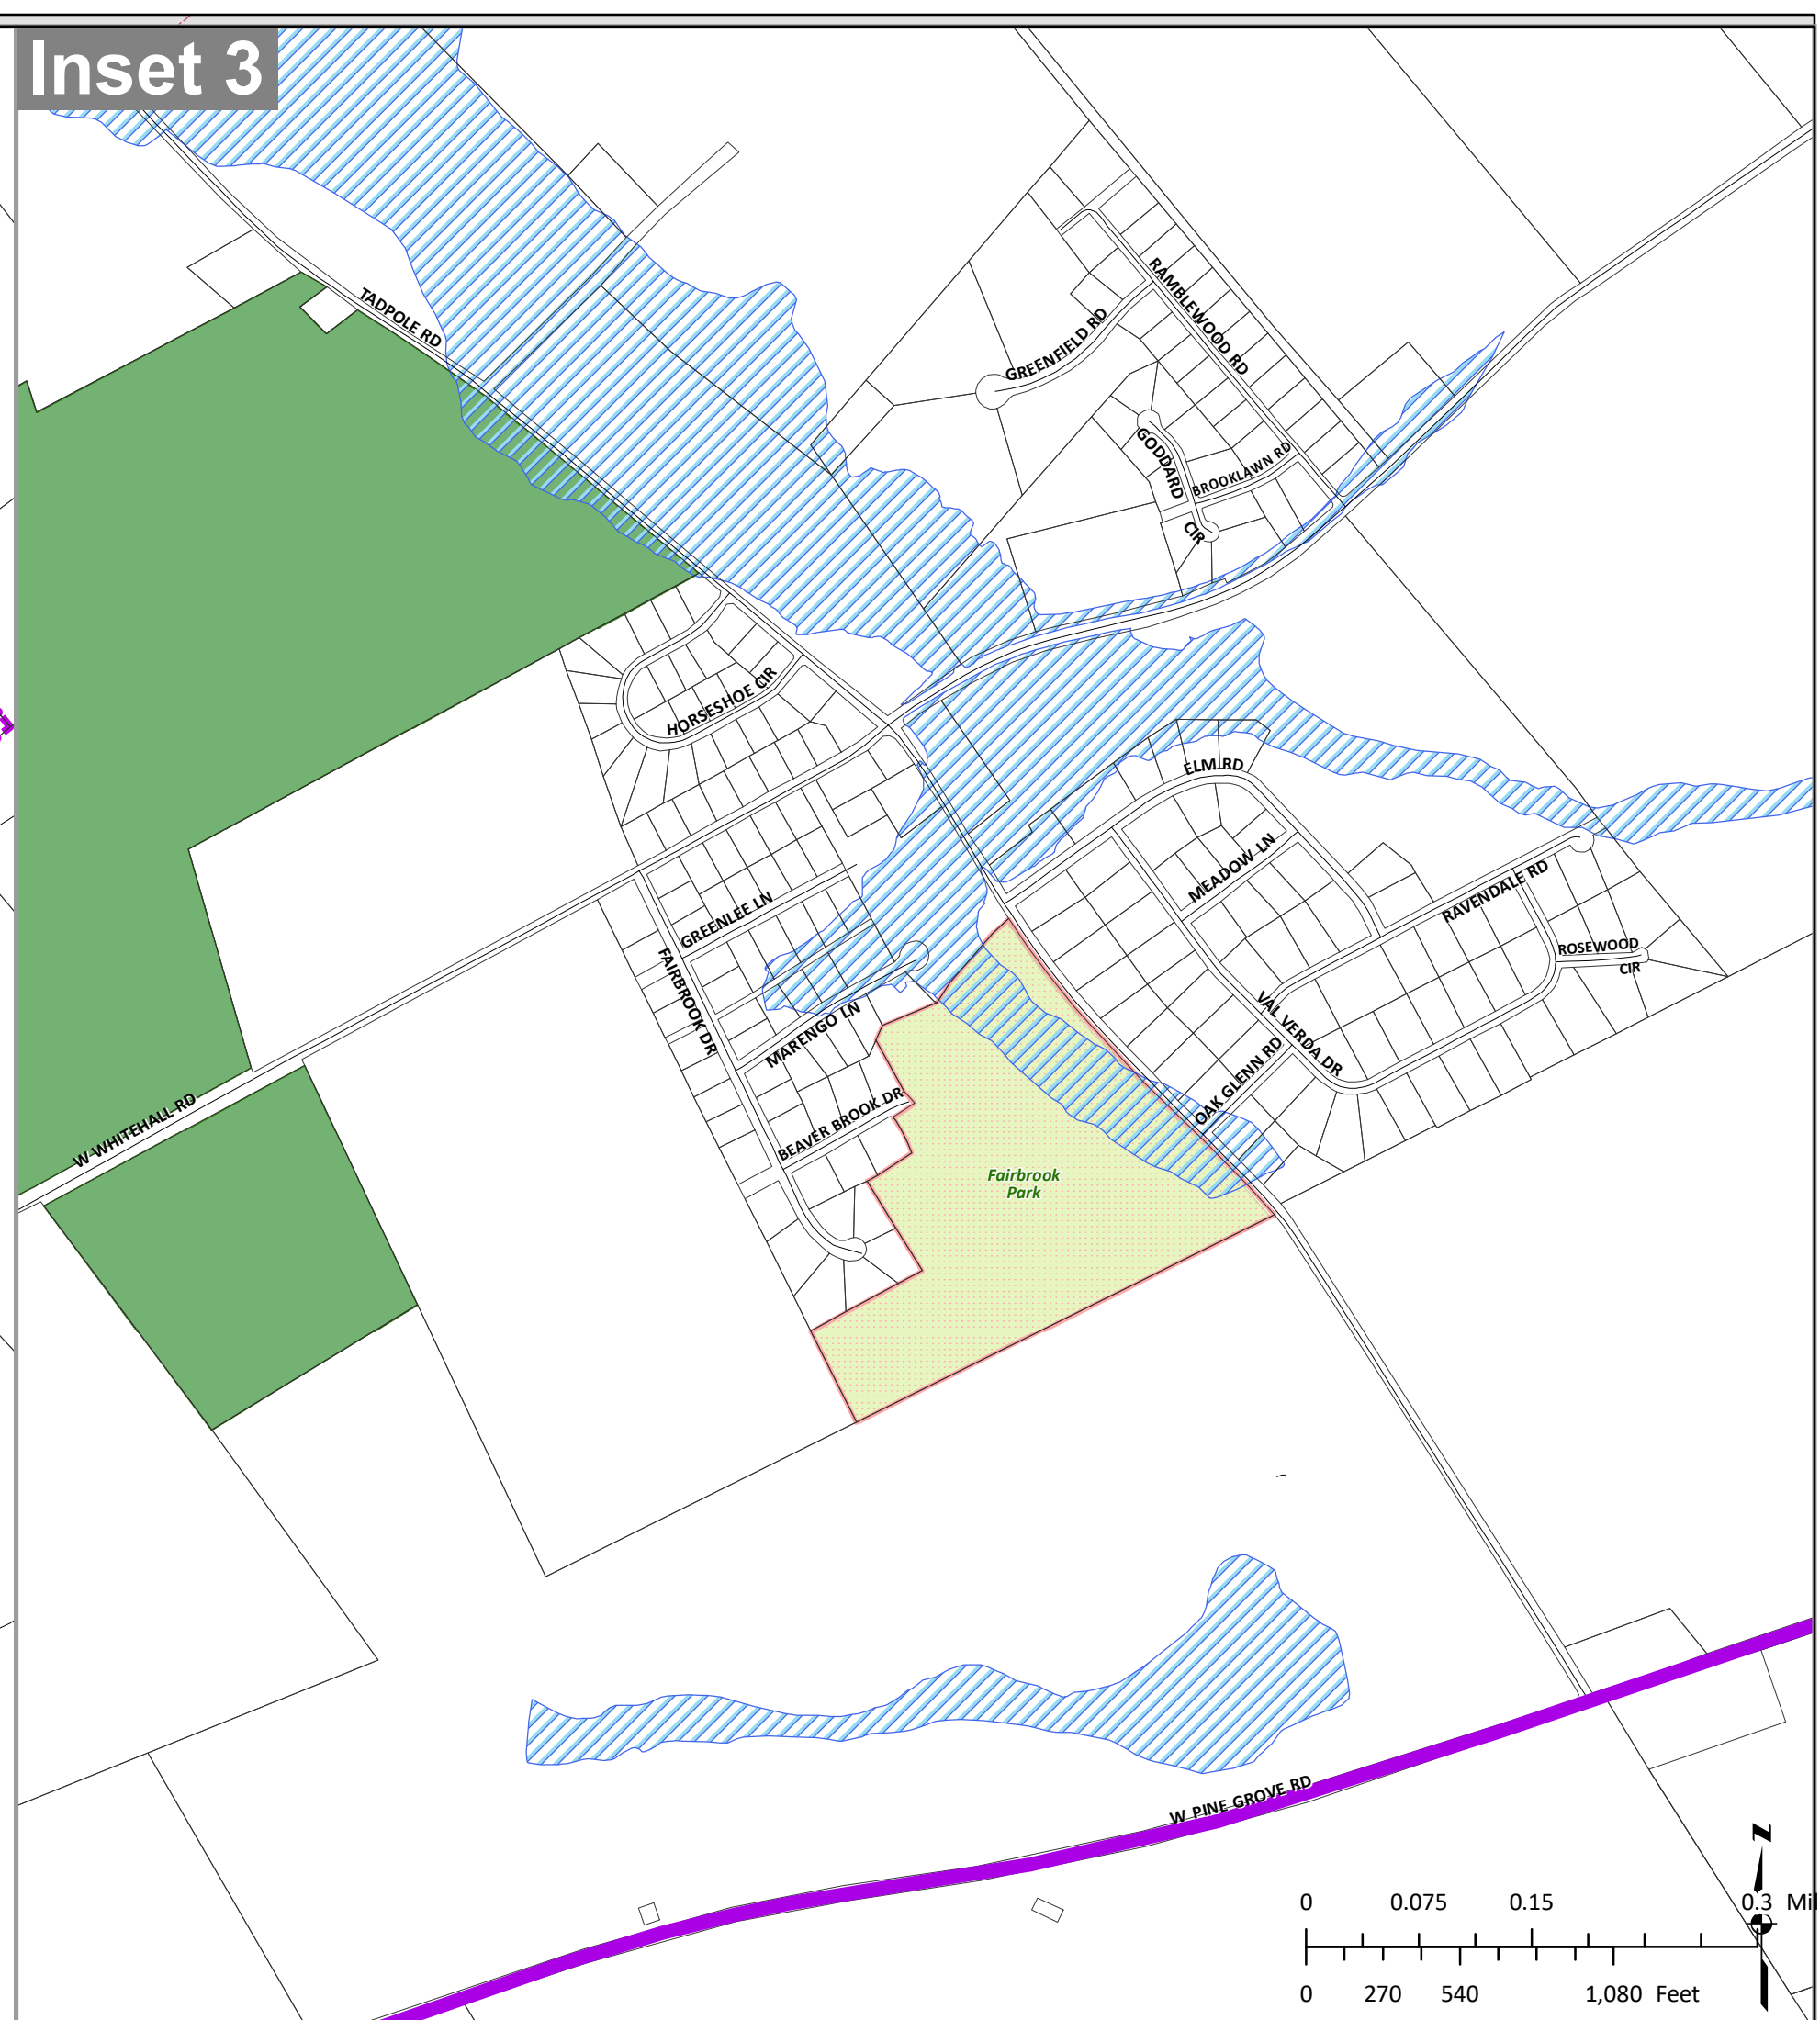 Inset 3
TADPOLE RD
RAMBLEWOOD RD
GREENFIELD RD
GODDARD
CIR
BROOKLAWN RD
HORSESHOE CIR
ELM RD
MEADOW LN
RAVENDALE RD
ROSEWOOD
CIR
GREENLEE LN
FAIRBROOK DR
MARENGO LN
VAL VERDA DR
OAK GLENN RD
BEAVER BROOK DR
W WHITEHALL RD
Fairbrook
Park
W PINE GROVE RD
N
0 0.075 0.15 0.3 Mil
0 270 540 1,080 Feet